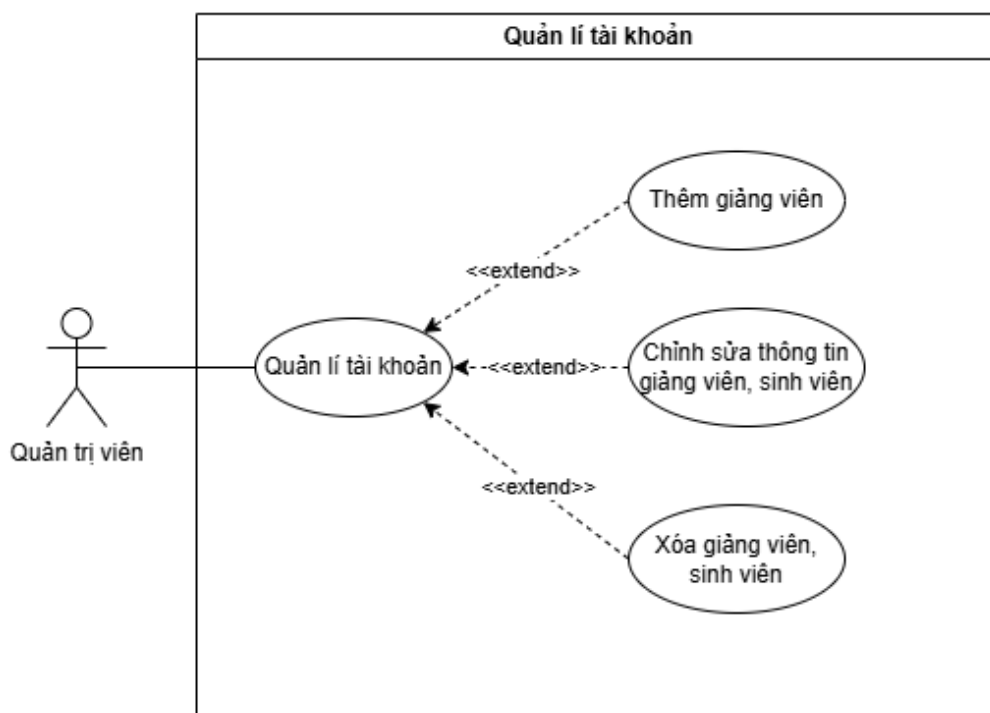 Quản lí tài khoản
Thêm giảng viên
<<extend>>
Quản lí tài khoản
<<extend>>
Chỉnh sửa thông tin
giảng viên, sinh viên
Quản trị viên
<<extend>>
Xóa giảng viên,
sinh viên